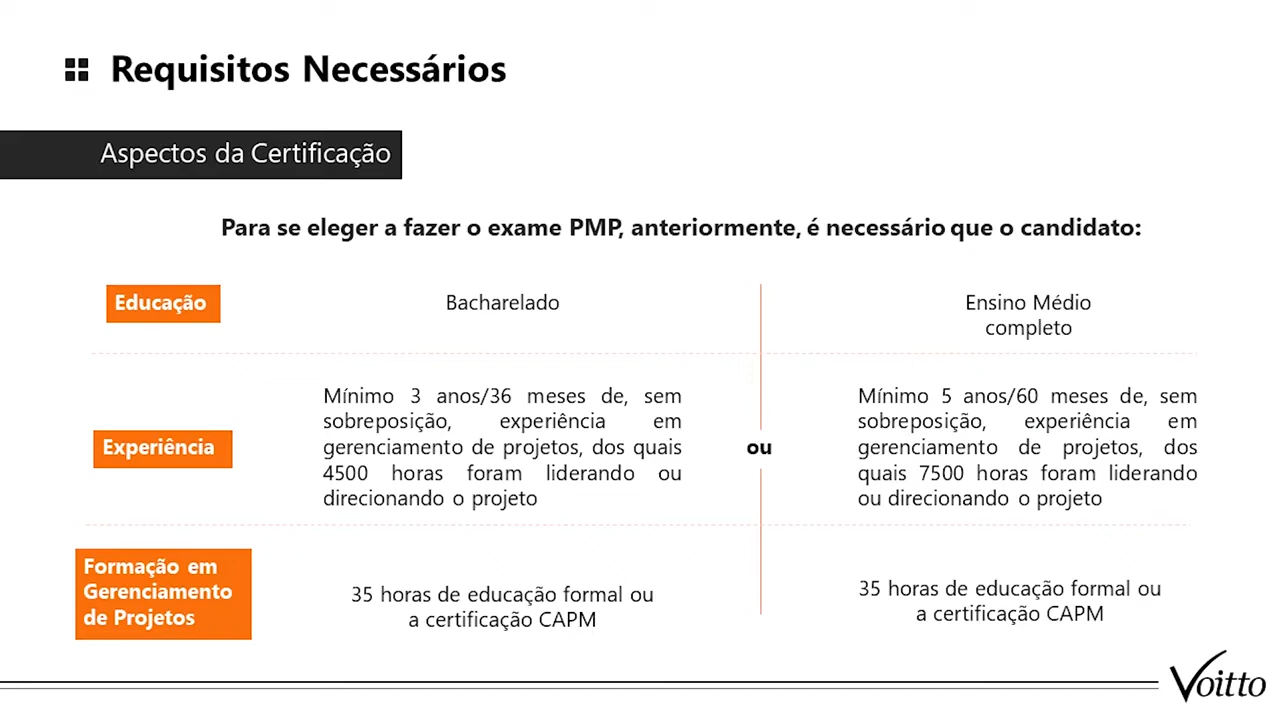 Requisitos Necessários
Aspectos da Certificação
Para se eleger a fazer o exame PMP, anteriormente, é necessário que o candidato:
Educação
Bacharelado
Ensino Médio
completo
Experiência
Mínimo 3 anos/36 meses de, sem
sobreposição, experiência em
gerenciamento de projetos, dos quais
4500 horas foram liderando ou
direcionando o projeto
ou
Mínimo 5 anos/60 meses de, sem
sobreposição, experiência em
gerenciamento de projetos, dos
quais 7500 horas foram liderando
ou direcionando o projeto
Formação em
Gerenciamento
de Projetos
35 horas de educação formal ou
a certificação CAPM
35 horas de educação formal ou
a certificação CAPM
Voitto